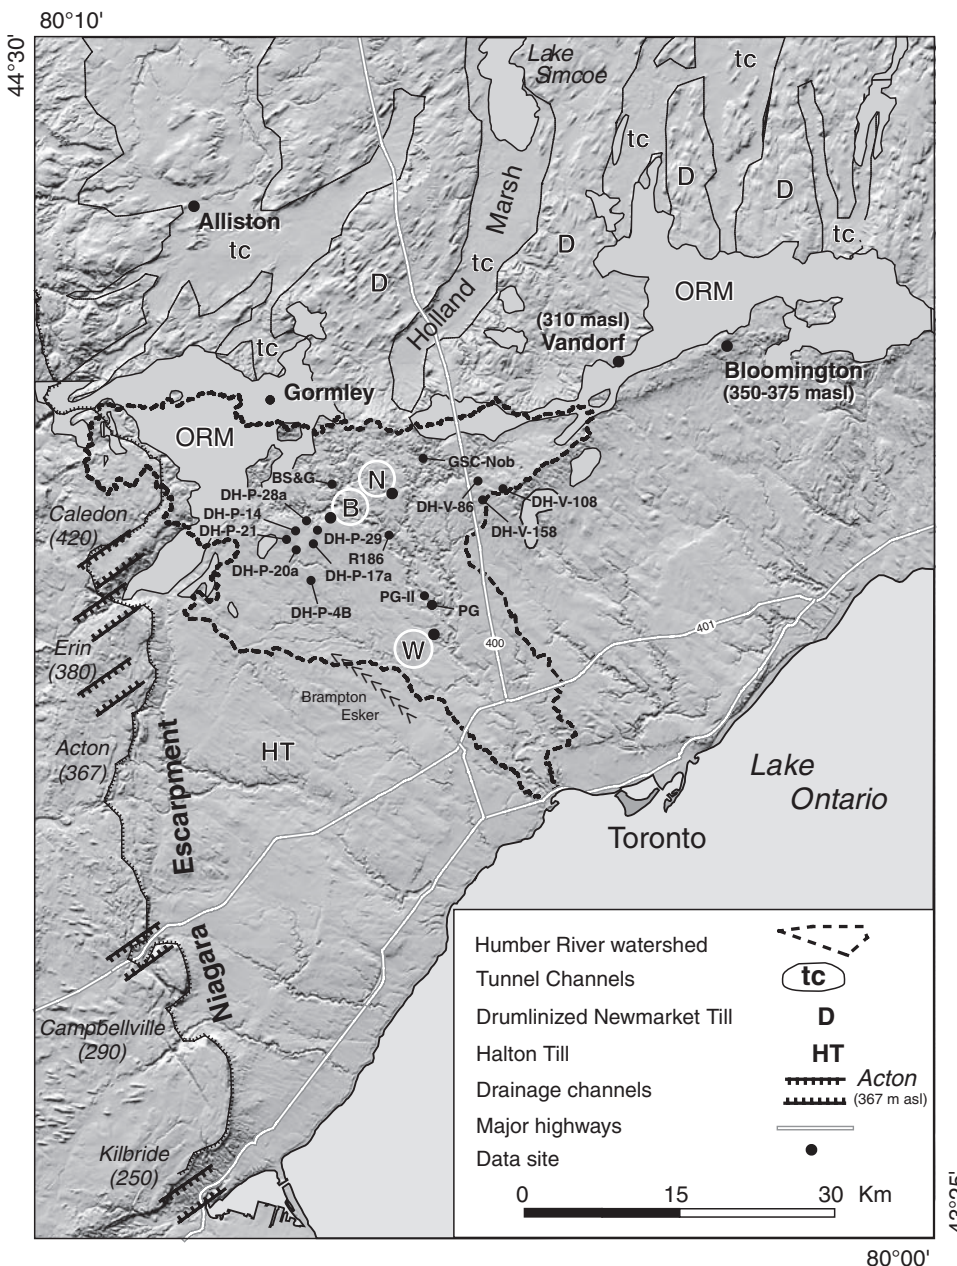 80°10'
44°30'
Lake
Simcoe
tc
tc
D
D
Alliston
tc
Marsh
tc
D
tc
D
Holland
ORM
(310 masl)
Vandorf
tc
Bloomington
(350-375 masl)
Gormley
ORM
GSC-Nob
BS&G
N
DH-P-28a
B
DH-V-86
DH-V-108
Caledon
(420)
DH-P-14
DH-P-21
DH-P-29
DH-V-158
R186
DH-P-20a
DH-P-17a
PG-II
PG
DH-P-4B
Erin
(380)
W
400
401
Brampton
Esker
Acton
(367)
HT
Niagara Escarpment
Lake
Ontario
Toronto
Campbellville
(290)
Kilbride
(250)
Humber River watershed
Tunnel Channels tc
Drumlinized Newmarket Till D
Halton Till HT
Drainage channels Acton
(367 m asl)
Major highways
Data site
0 15 30 Km
80°00'